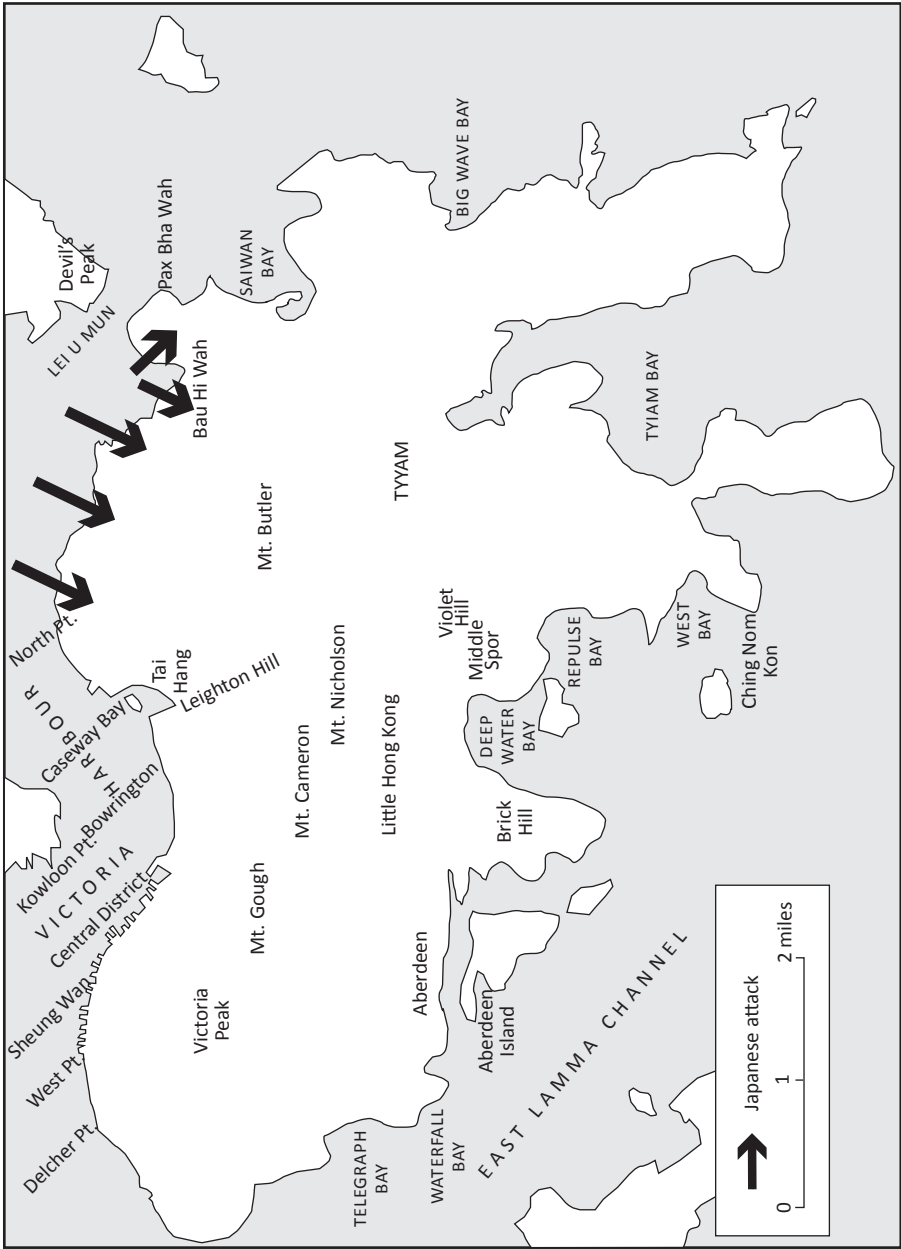 Devil's
Peak
LEI U MUN
Pax Bha Wah
SAIWAN
BAY
BIG WAVE BAY
Bau Hi Wah
North Pt.
Tai
Hang
Leighton Hill
Caseway Bay
VICTORIA HARBOUR
Bowrington
Kowloon Pt.
Central District
Sheung Wan
West Pt.
Delcher Pt.
Mt. Butler
TYYAM
TYIAM BAY
Mt. Nicholson
Mt. Cameron
Little Hong Kong
Violet
Hill
Middle
Spor
REPULSE
BAY
WEST
BAY
Ching Nom
Kon
DEEP
WATER
BAY
Brick
Hill
Mt. Gough
Victoria
Peak
Aberdeen
Aberdeen
Island
EAST LAMMA CHANNEL
TELEGRAPH
BAY
WATERFALL
BAY
Japanese attack
0 1 2 miles